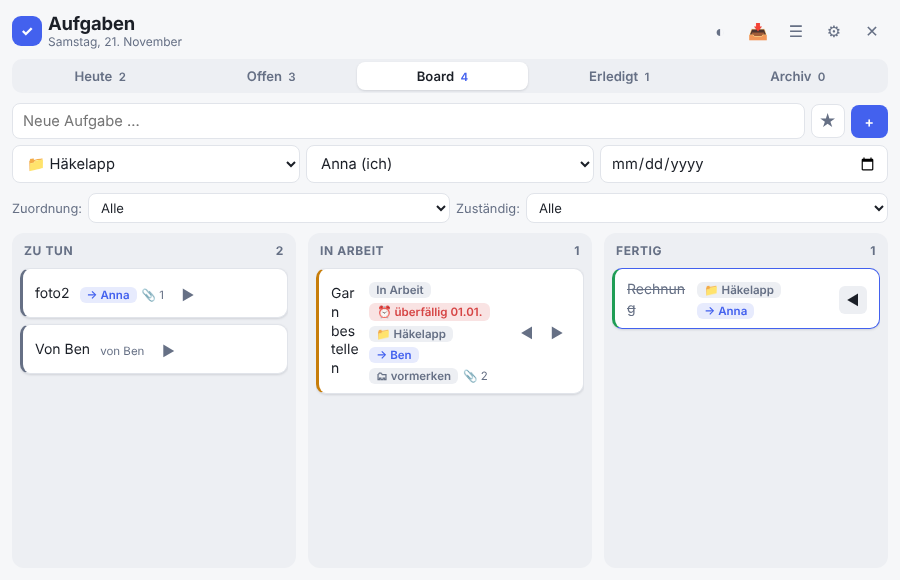 Aufgaben
Samstag, 21. November
Heute 2
Offen 3
Board 4
Erledigt 1
Archiv 0
Neue Aufgabe ...
★
+
📁 Häkelapp
Anna (ich)
mm/dd/yyyy
Zuordnung: Alle
Zuständig: Alle
ZU TUN 2
foto2 → Anna 📎 1 ▶
Von Ben von Ben ▶
IN ARBEIT 1
Gar
n
bes
telle
n
In Arbeit
⏰ überfällig 01.01.
📁 Häkelapp
→ Ben
🗂 vormerken 📎 2
◀ ▶
FERTIG 1
Rechnun
g
📁 Häkelapp
→ Anna
◀